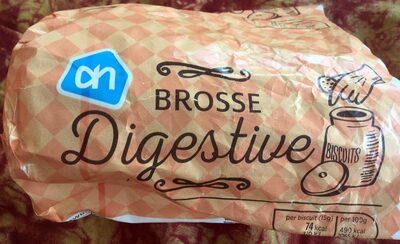 ah
BROSSE
Digestive
BISCUITS
per biscuit (15g) per 100g
74 kcal 490 kcal